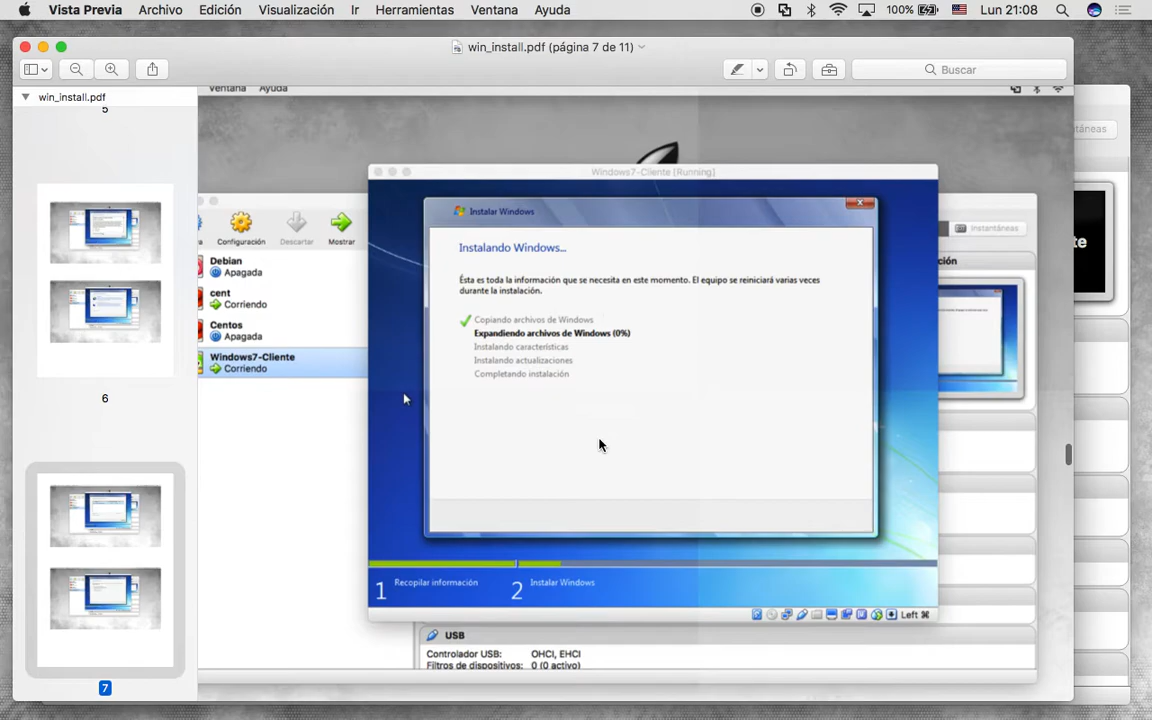 Vista Previa Archivo Edición Visualización Ir Herramientas Ventana Ayuda 100% Lun 21:08
win_install.pdf (página 7 de 11)
Buscar
win_install.pdf
5
6
7
Ventana Ayuda
táneas
te
Windows7-Cliente [Running]
Configuración Descartar Mostrar
Instantáneas
Debian
Apagada
cent
Corriendo
Centos
Apagada
Windows7-Cliente
Corriendo
ción
Instalar Windows
Instalando Windows...
Ésta es toda la información que se necesita en este momento. El equipo se reiniciará varias veces
durante la instalación.
Copiando archivos de Windows
Expandiendo archivos de Windows (0%)
Instalando características
Instalando actualizaciones
Completando instalación
1 Recopilar información 2 Instalar Windows
Left ⌘
USB
Controlador USB: OHCI, EHCI
Filtros de dispositivos: 0 (0 activo)